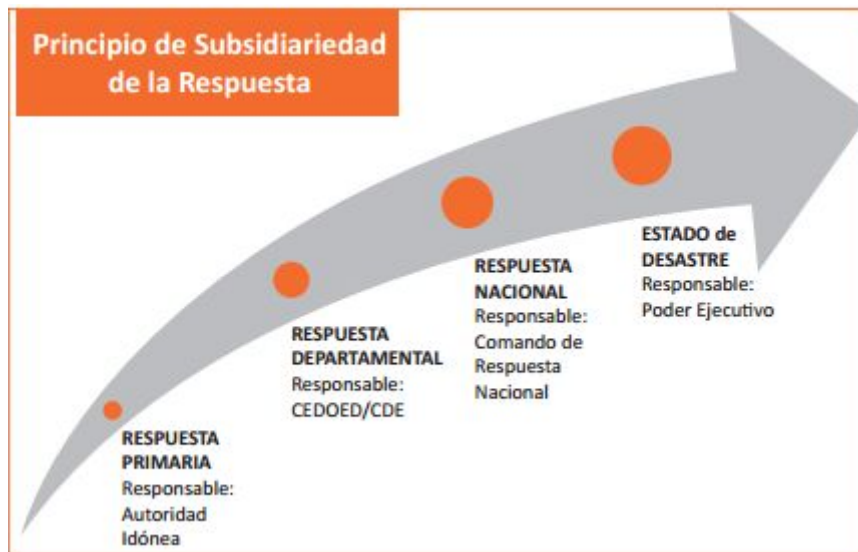 Principio de Subsidiariedad
de la Respuesta
RESPUESTA
PRIMARIA
Responsable:
Autoridad
Idónea
RESPUESTA
DEPARTAMENTAL
Responsable:
CEDOED/CDE
RESPUESTA
NACIONAL
Responsable:
Comando de
Respuesta
Nacional
ESTADO de
DESASTRE
Responsable:
Poder Ejecutivo